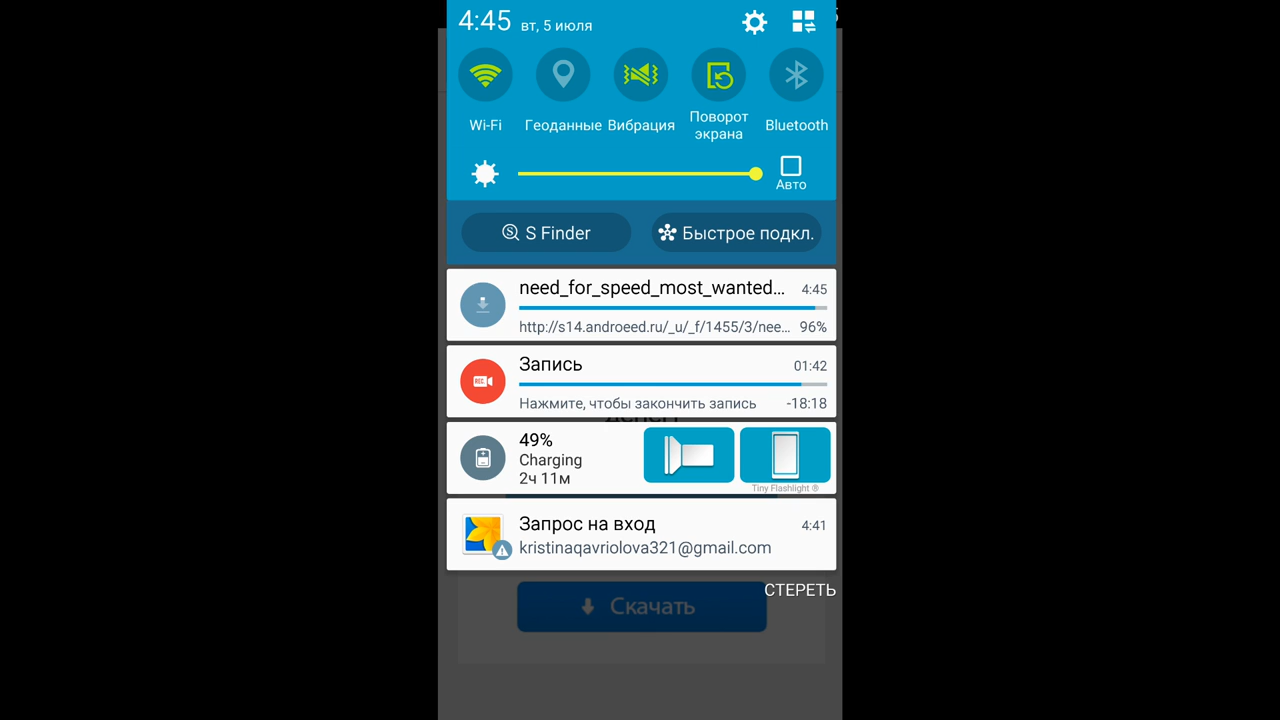 4:45 вт, 5 июля
Wi-Fi
Геоданные
Вибрация
Поворот
экрана
Bluetooth
Авто
S Finder
Быстрое подкл.
need_for_speed_most_wanted... 4:45
http://s14.androeed.ru/_u/_f/1455/3/nee... 96%
REC
Запись 01:42
Нажмите, чтобы закончить запись -18:18
49%
Charging
2ч 11м
Tiny Flashlight ®
Запрос на вход 4:41
kristinaqavriolova321@gmail.com
СТЕРЕТЬ
Скачать